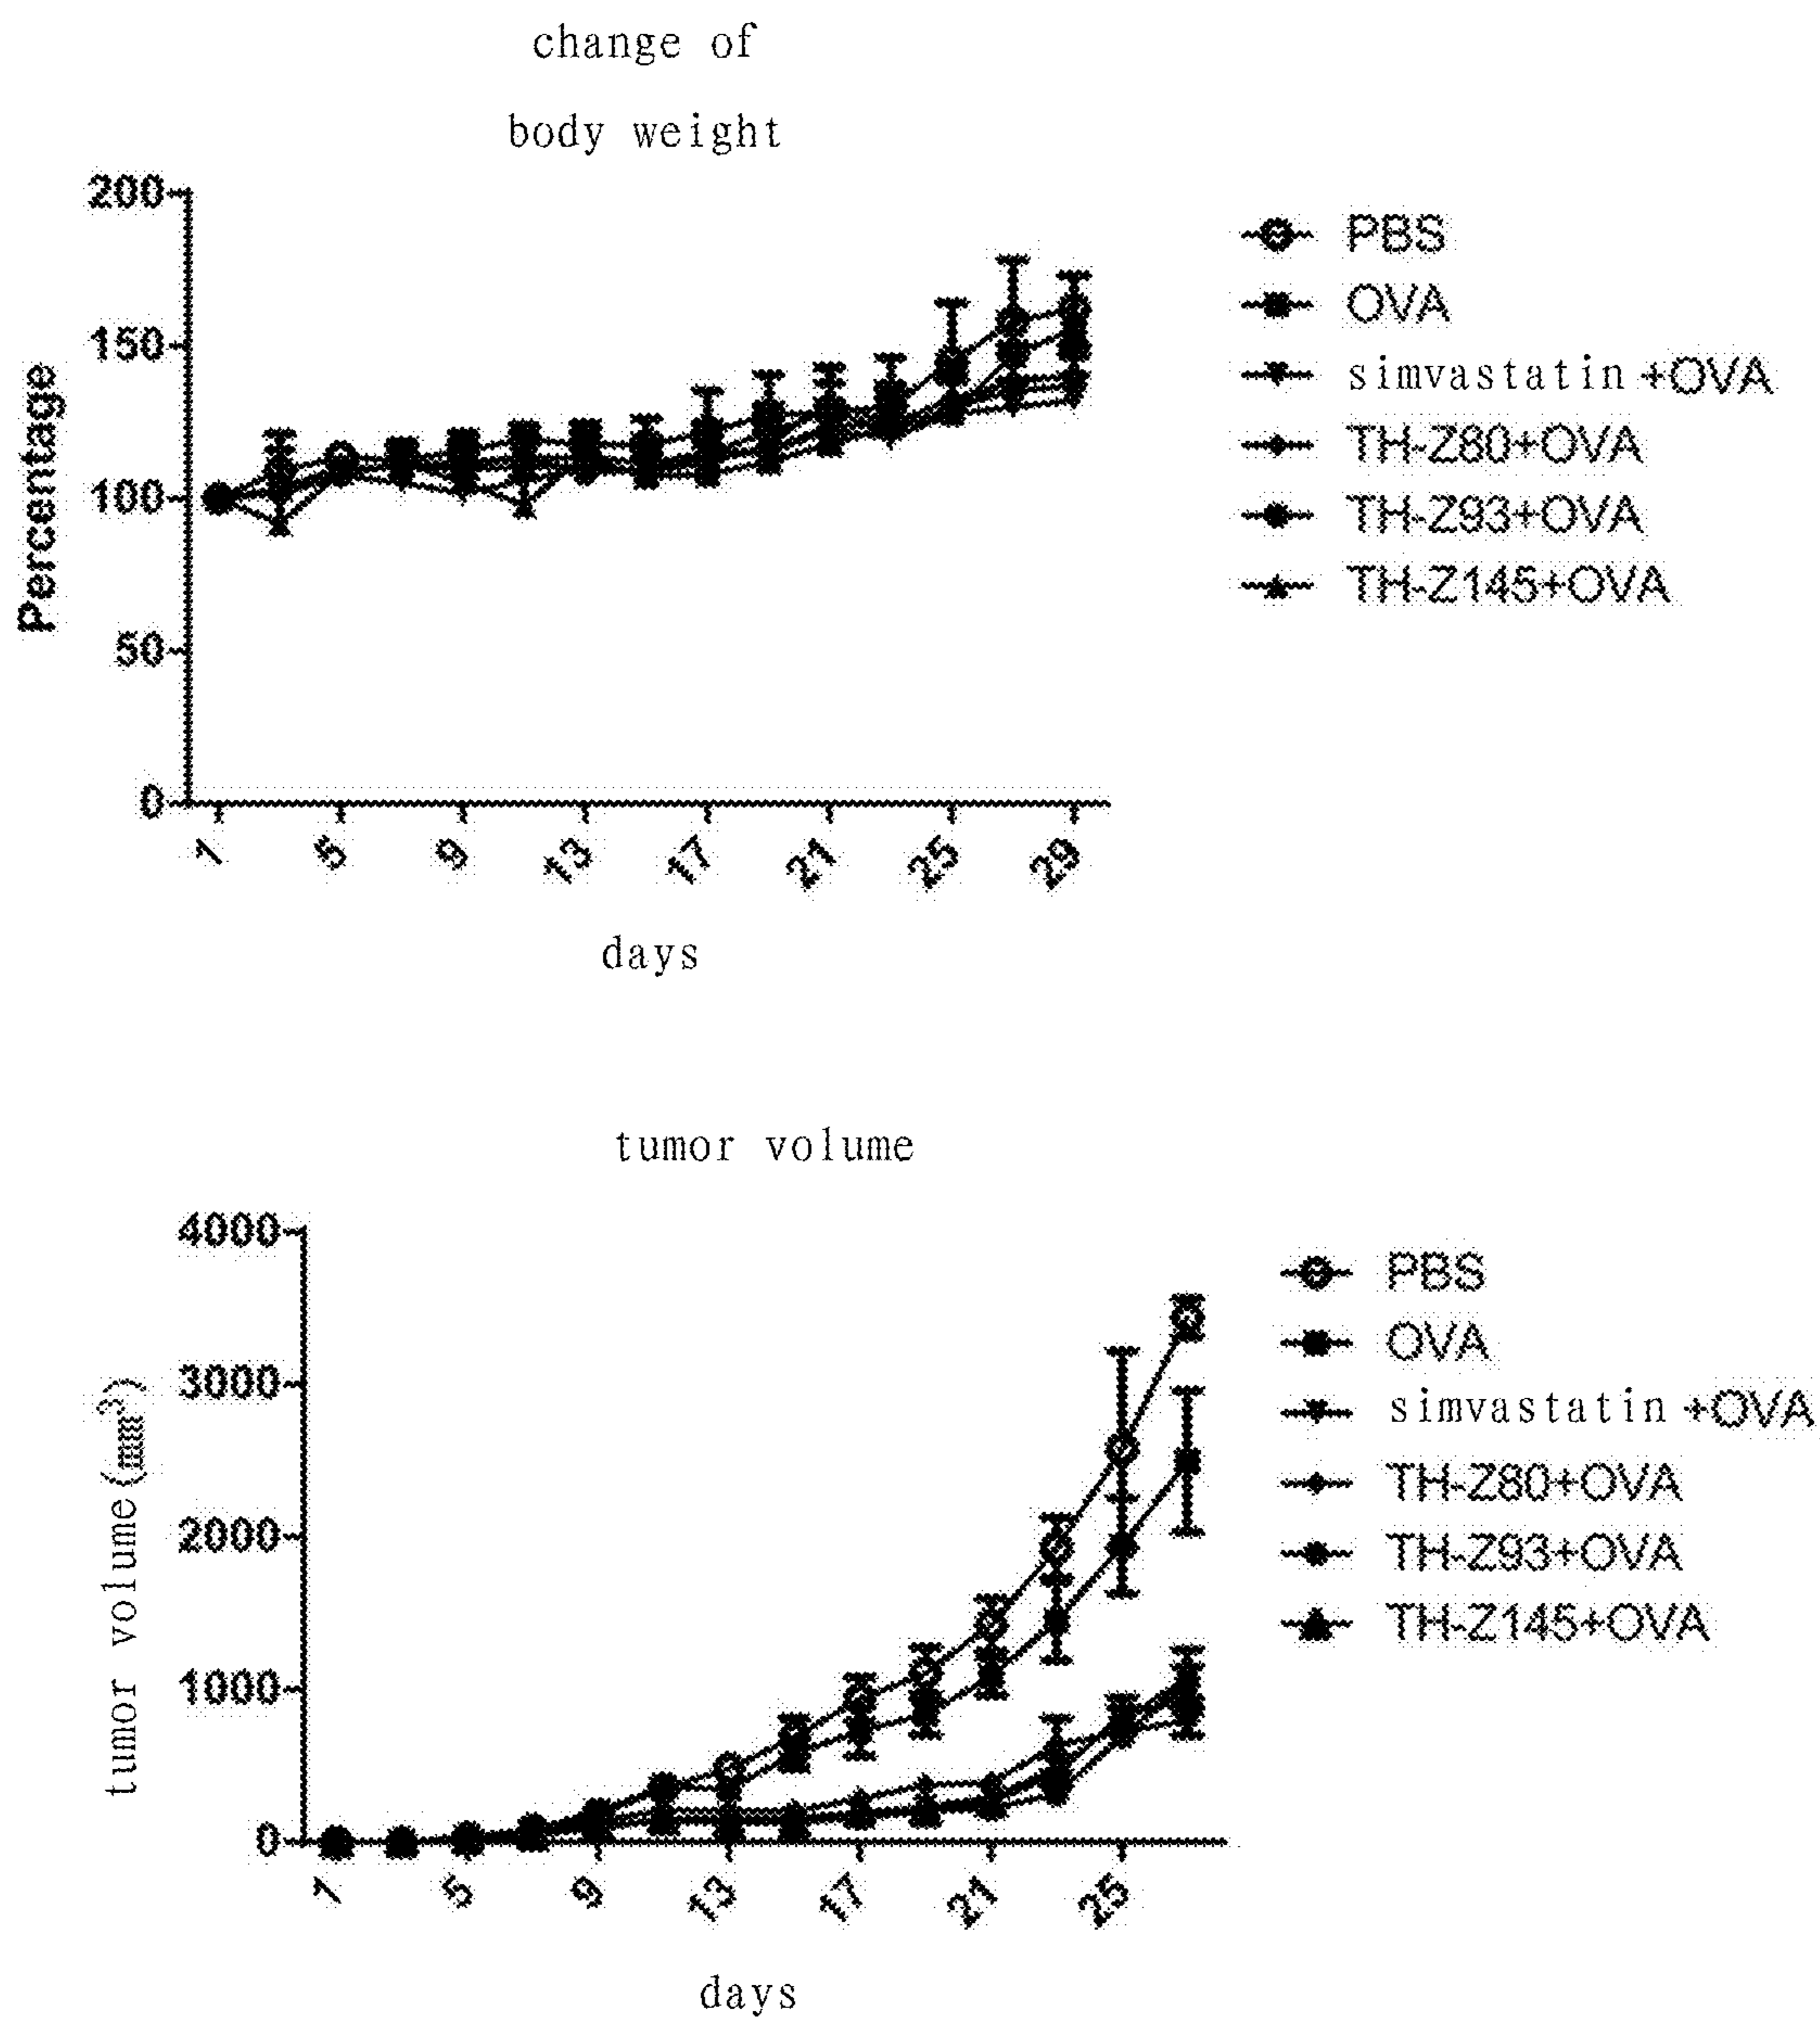 change of
body weight
Percentage
200
150
100
50
0
1 5 9 13 17 21 25 29
days
PBS
OVA
simvastatin +OVA
TH-Z80+OVA
TH-Z93+OVA
TH-Z145+OVA
tumor volume
tumor volume(mm³)
4000
3000
2000
1000
0
1 5 9 13 17 21 25
days
PBS
OVA
simvastatin +OVA
TH-Z80+OVA
TH-Z93+OVA
TH-Z145+OVA